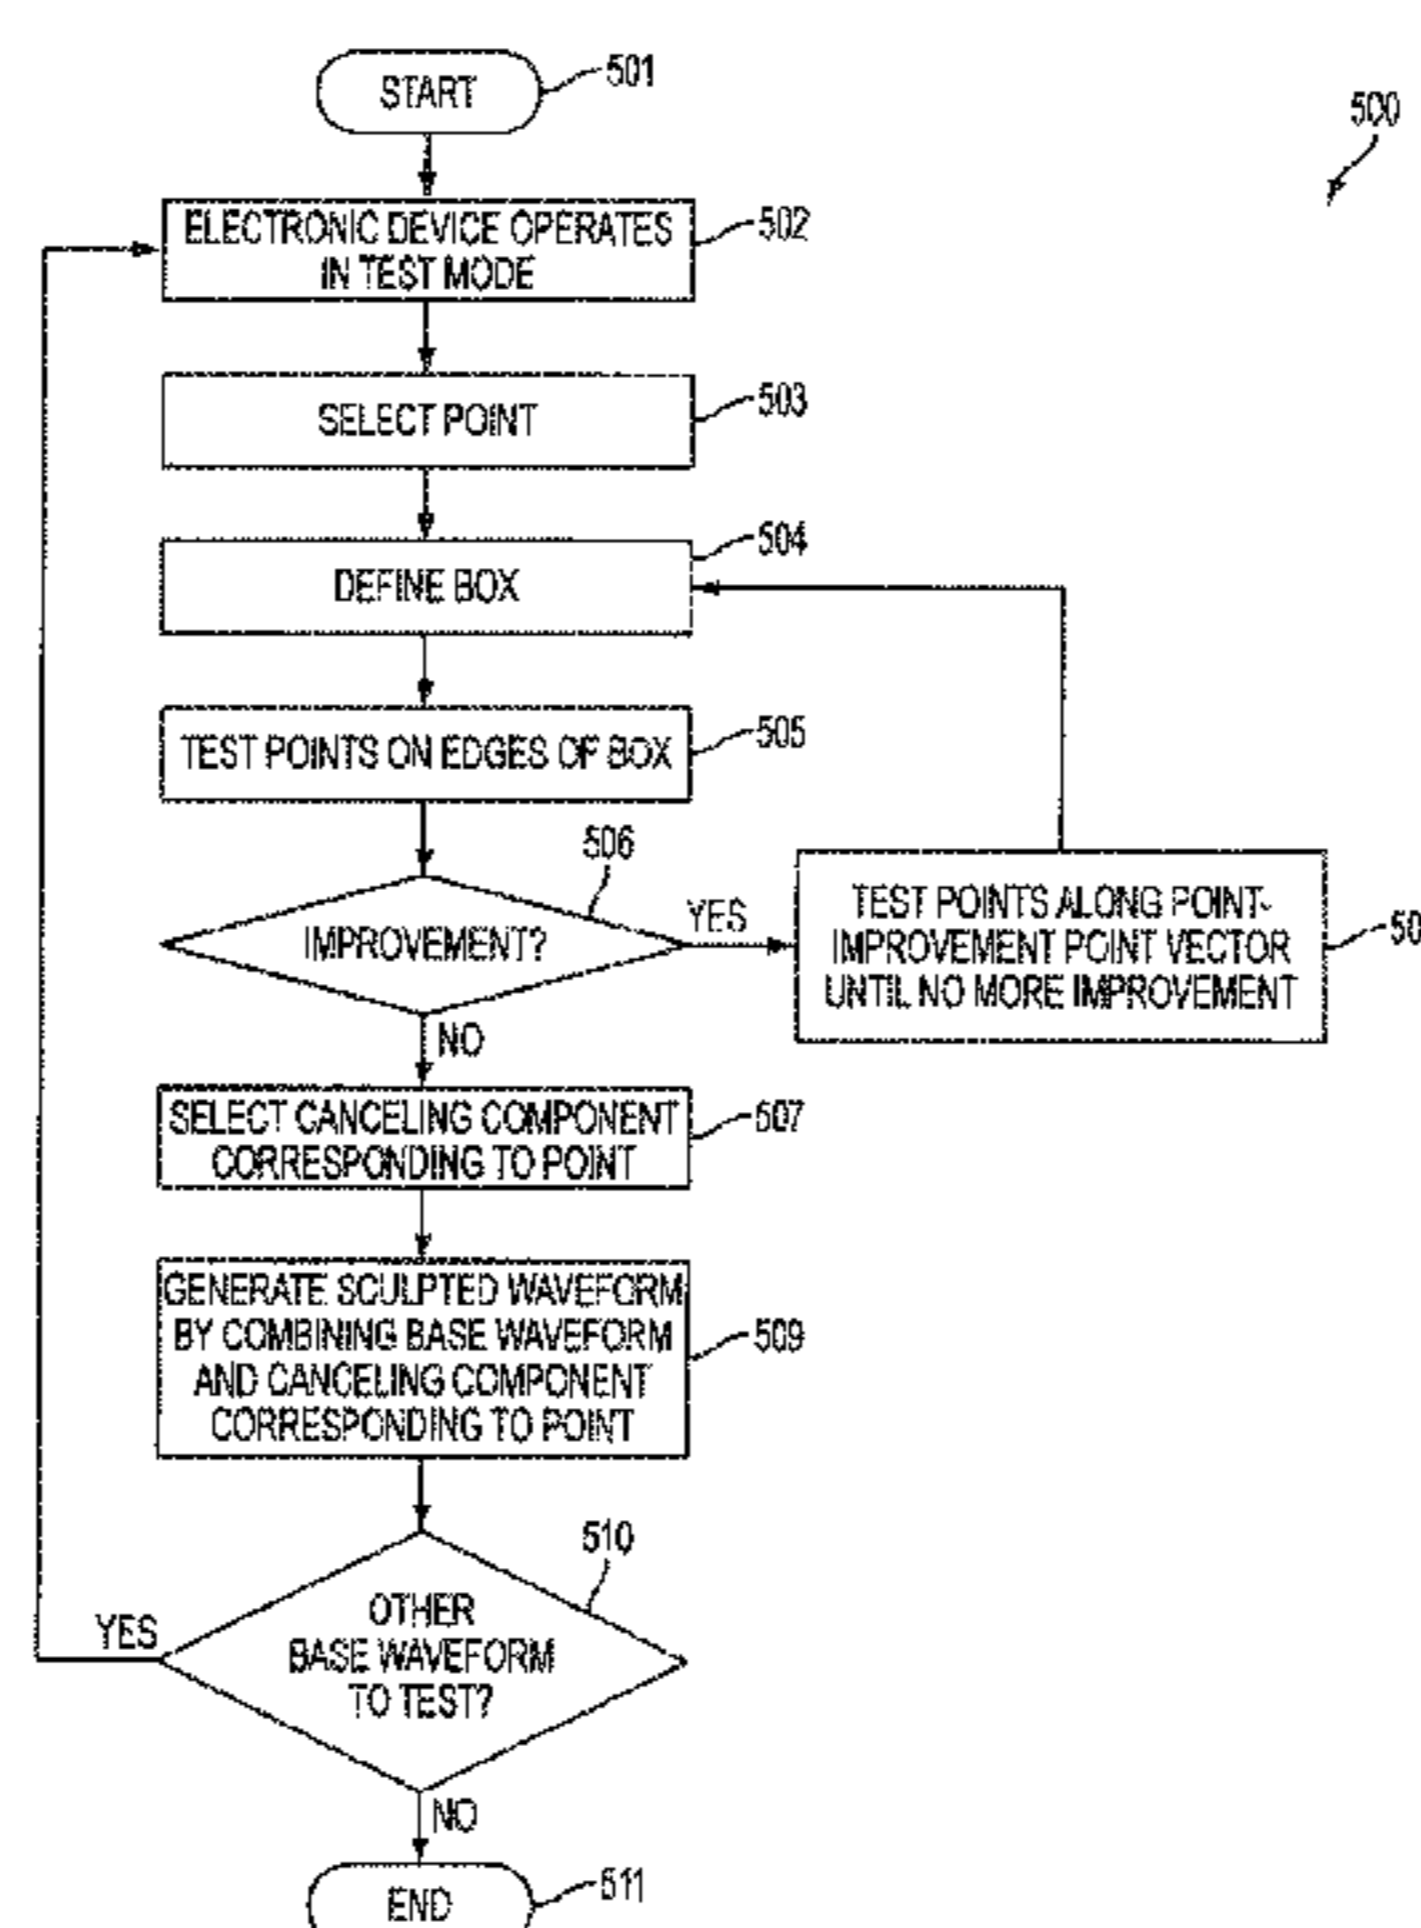 START
501
500
ELECTRONIC DEVICE OPERATES
IN TEST MODE
502
SELECT POINT
503
DEFINE BOX
504
TEST POINTS ON EDGES OF BOX
505
IMPROVEMENT?
506
YES
TEST POINTS ALONG POINT-
IMPROVEMENT POINT VECTOR
UNTIL NO MORE IMPROVEMENT
50
NO
SELECT CANCELING COMPONENT
CORRESPONDING TO POINT
507
GENERATE SCULPTED WAVEFORM
BY COMBINING BASE WAVEFORM
AND CANCELING COMPONENT
CORRESPONDING TO POINT
509
OTHER
BASE WAVEFORM
TO TEST?
510
YES
NO
END
511